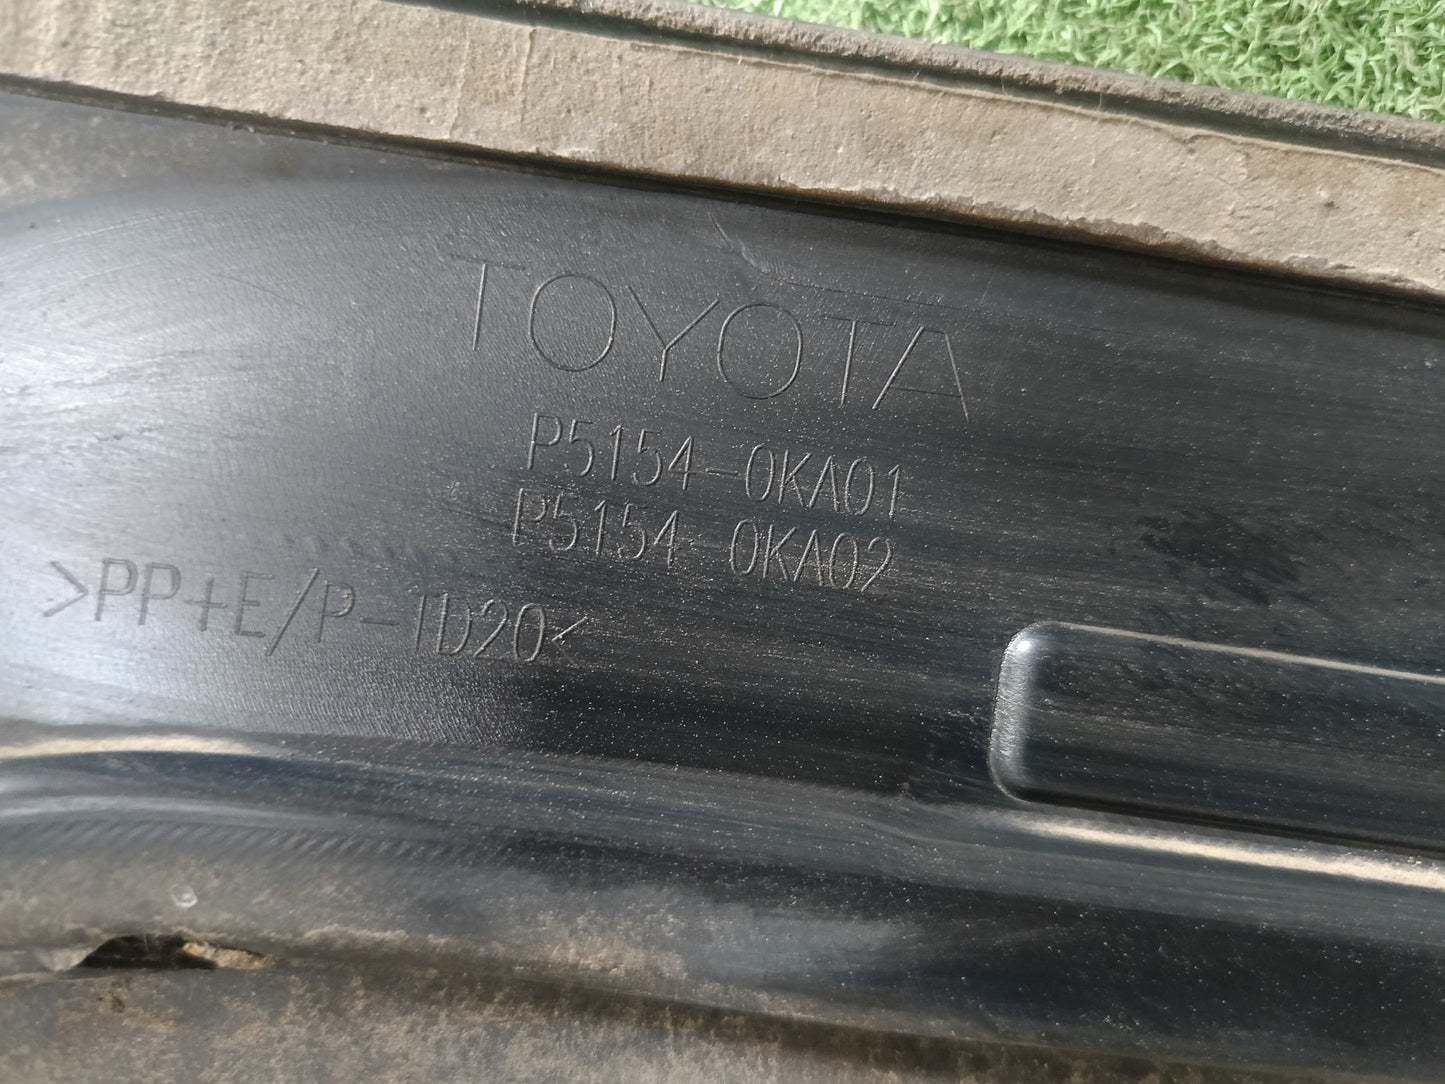 TOYOTA
P5154-0KA01
P5154-0KA02
>PP+E/P-TD20<